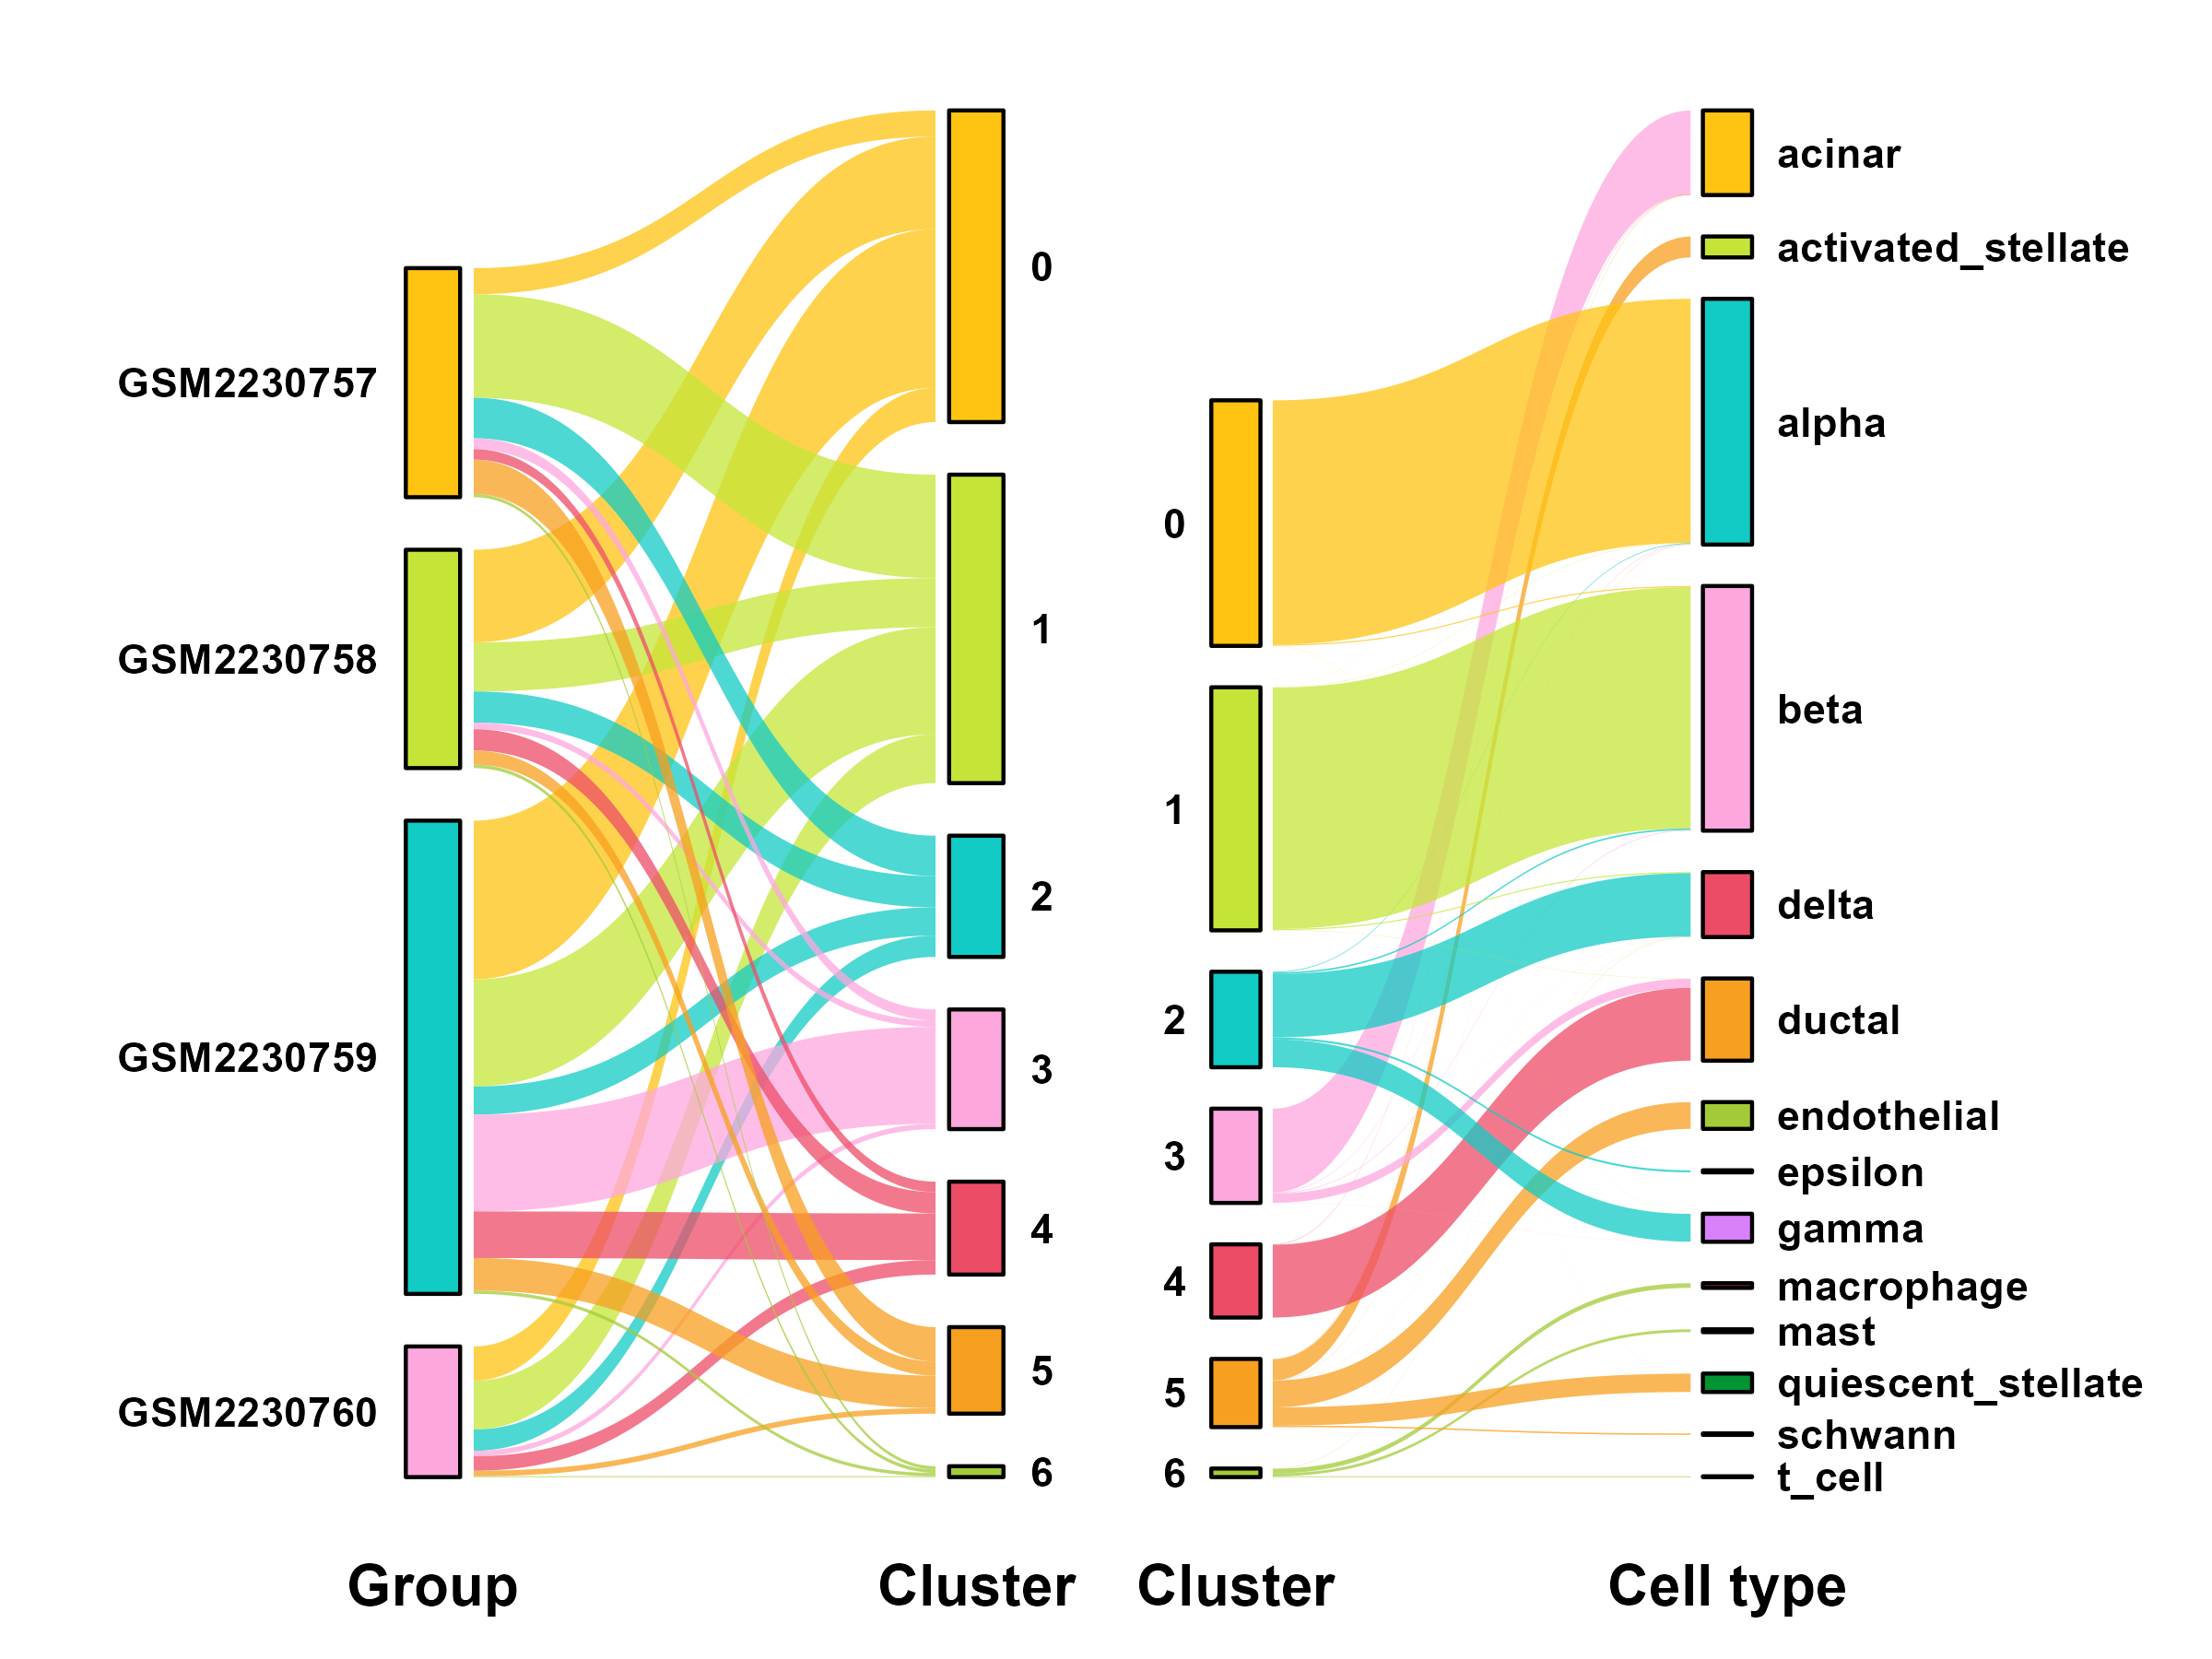 GSM2230757
GSM2230758
GSM2230759
GSM2230760
Group
0
1
2
3
4
5
6
Cluster
0
1
2
3
4
5
6
Cluster
acinar
activated_stellate
alpha
beta
delta
ductal
endothelial
epsilon
gamma
macrophage
mast
quiescent_stellate
schwann
t_cell
Cell type